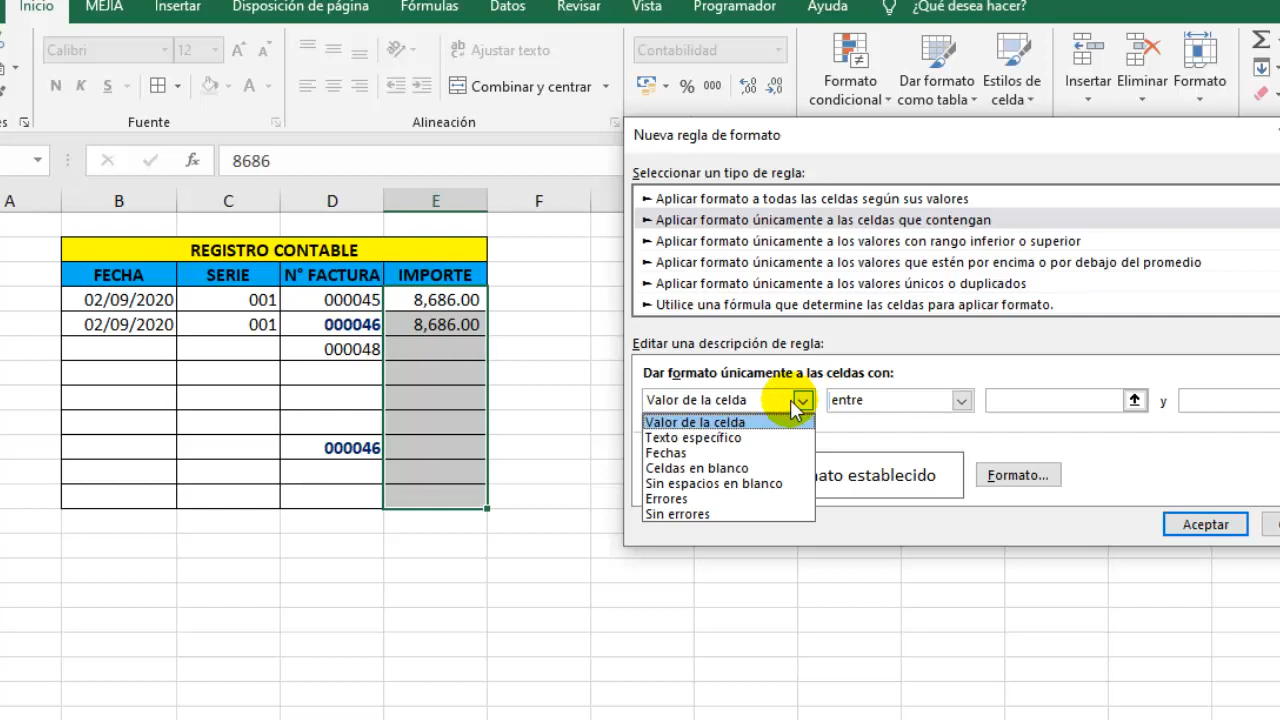 Inicio MEJIA Insertar Disposición de página Fórmulas Datos Revisar Vista Programador Ayuda ¿Qué desea hacer?
Calibri 12 A A ab Ajustar texto Contabilidad
Formato condicional
Dar formato como tabla
Estilos de celda
Insertar Eliminar Formato
N K S A Combinar y centrar % 000
Fuente Alineación
fx 8686
Nueva regla de formato
Seleccionar un tipo de regla:
► Aplicar formato a todas las celdas según sus valores
► Aplicar formato únicamente a las celdas que contengan
► Aplicar formato únicamente a los valores con rango inferior o superior
► Aplicar formato únicamente a los valores que estén por encima o por debajo del promedio
► Aplicar formato únicamente a los valores únicos o duplicados
► Utilice una fórmula que determine las celdas para aplicar formato.
Editar una descripción de regla:
Dar formato únicamente a las celdas con:
Valor de la celda entre y
Valor de la celda
Texto específico
Fechas
Celdas en blanco
Sin espacios en blanco
Errores
Sin errores
establecido Formato...
Aceptar
A B C D E F
REGISTRO CONTABLE
FECHA SERIE N° FACTURA IMPORTE
02/09/2020 001 000045 8,686.00
02/09/2020 001 000046 8,686.00
000048
000046